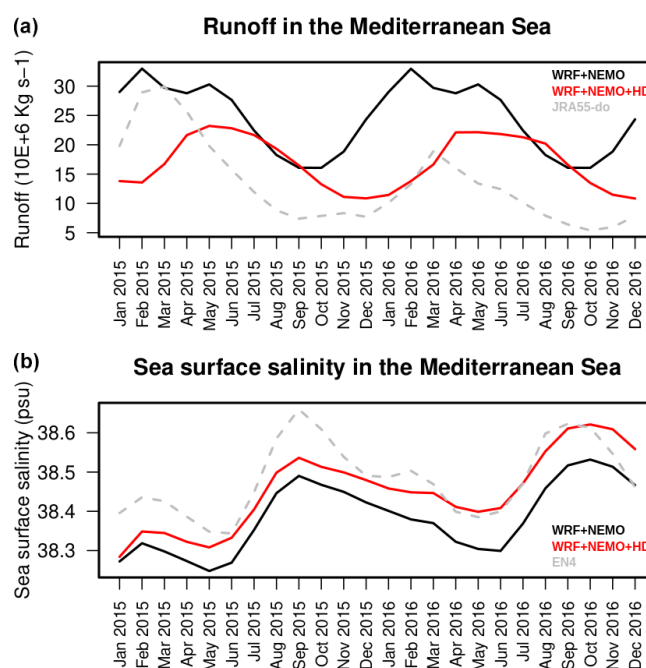 (a)
Runoff in the Mediterranean Sea
Runoff (10E+6 Kg s−1)
30
25
20
15
10
5
WRF+NEMO
WRF+NEMO+HD
JRA55-do
Jan 2015
Feb 2015
Mar 2015
Apr 2015
May 2015
Jun 2015
Jul 2015
Aug 2015
Sep 2015
Oct 2015
Nov 2015
Dec 2015
Jan 2016
Feb 2016
Mar 2016
Apr 2016
May 2016
Jun 2016
Jul 2016
Aug 2016
Sep 2016
Oct 2016
Nov 2016
Dec 2016
(b)
Sea surface salinity in the Mediterranean Sea
Sea surface salinity (psu)
38.6
38.5
38.4
38.3
WRF+NEMO
WRF+NEMO+HD
EN4
Jan 2015
Feb 2015
Mar 2015
Apr 2015
May 2015
Jun 2015
Jul 2015
Aug 2015
Sep 2015
Oct 2015
Nov 2015
Dec 2015
Jan 2016
Feb 2016
Mar 2016
Apr 2016
May 2016
Jun 2016
Jul 2016
Aug 2016
Sep 2016
Oct 2016
Nov 2016
Dec 2016